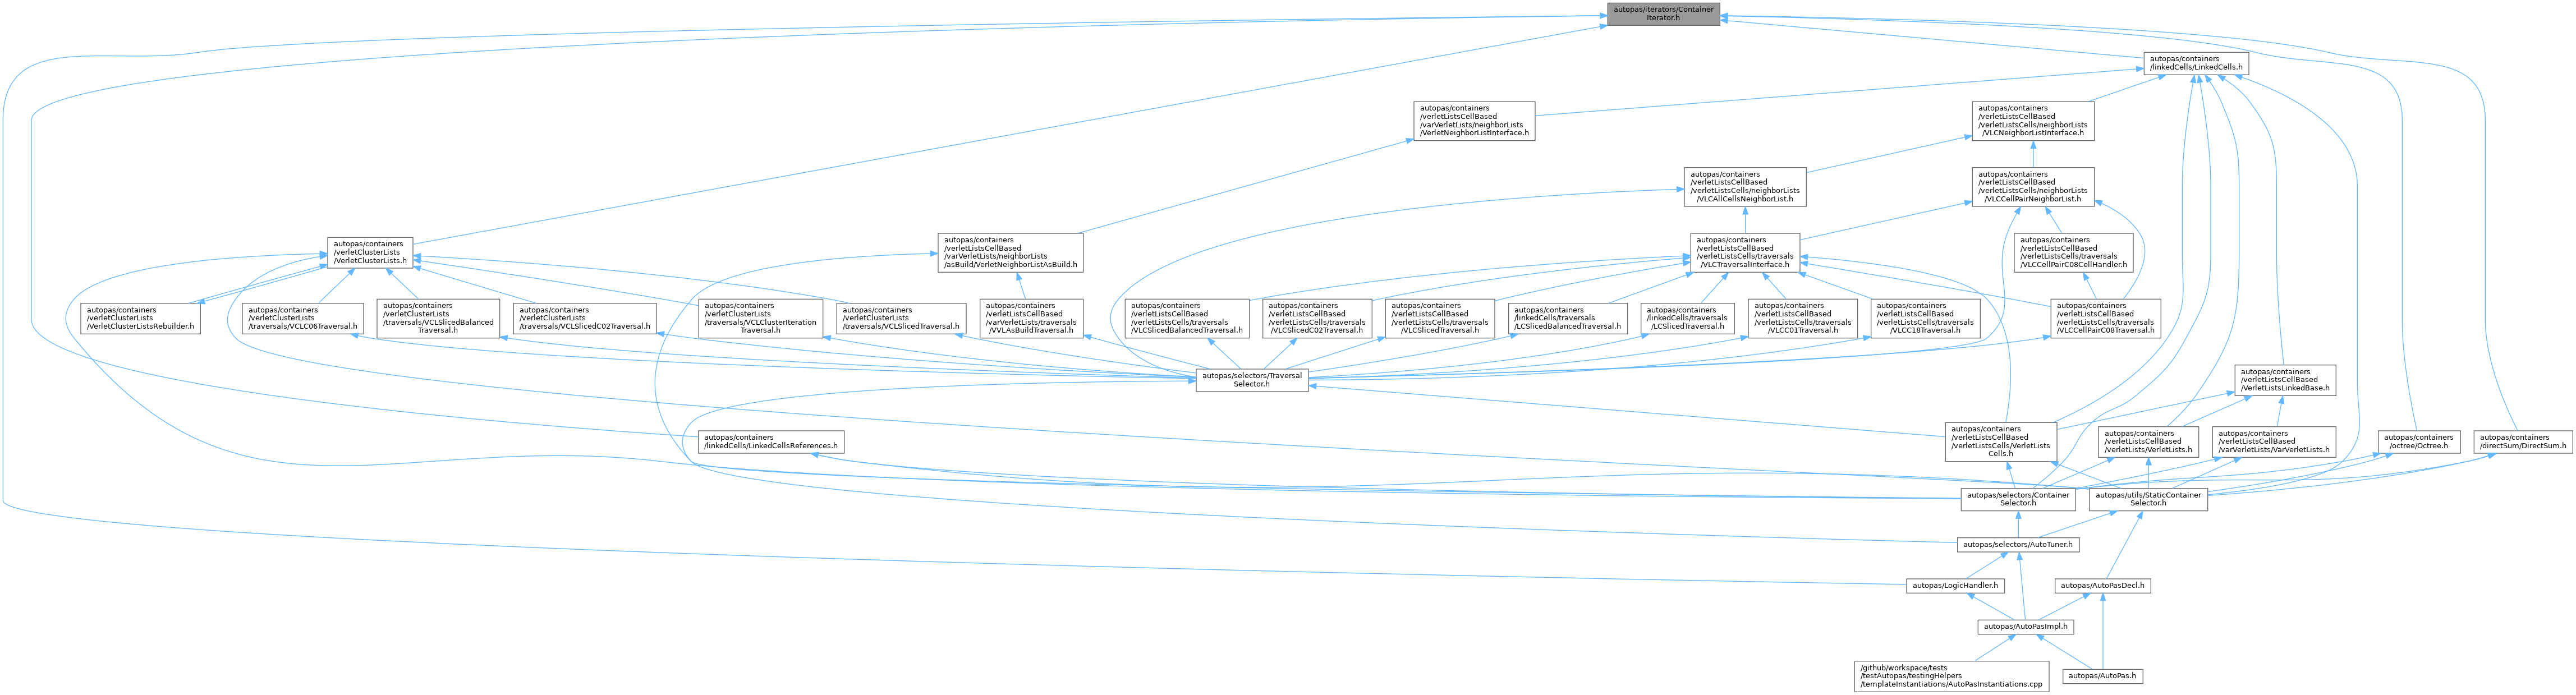 autopas/iterators/Container
Iterator.h
autopas/containers
/linkedCells/LinkedCells.h
autopas/containers
/verletListsCellBased
/varVerletLists/neighborLists
/VerletNeighborListInterface.h
autopas/containers
/verletListsCellBased
/verletListsCells/neighborLists
/VLCNeighborListInterface.h
autopas/containers
/verletListsCellBased
/verletListsCells/neighborLists
/VLCAllCellsNeighborList.h
autopas/containers
/verletListsCellBased
/verletListsCells/neighborLists
/VLCCellPairNeighborList.h
autopas/containers
/verletClusterLists
/VerletClusterLists.h
autopas/containers
/verletListsCellBased
/varVerletLists/neighborLists
/asBuild/VerletNeighborListAsBuild.h
autopas/containers
/verletListsCellBased
/verletListsCells/traversals
/VLCTraversalInterface.h
autopas/containers
/verletListsCellBased
/verletListsCells/traversals
/VLCCellPairC08CellHandler.h
autopas/containers
/verletClusterLists
/VerletClusterListsRebuilder.h
autopas/containers
/verletClusterLists
/traversals/VCLC06Traversal.h
autopas/containers
/verletClusterLists
/traversals/VCLSlicedBalanced
Traversal.h
autopas/containers
/verletClusterLists
/traversals/VCLSlicedC02Traversal.h
autopas/containers
/verletClusterLists
/traversals/VCLClusterIteration
Traversal.h
autopas/containers
/verletClusterLists
/traversals/VCLSlicedTraversal.h
autopas/containers
/verletListsCellBased
/varVerletLists/traversals
/VVLAsBuildTraversal.h
autopas/containers
/verletListsCellBased
/verletListsCells/traversals
/VLCSlicedBalancedTraversal.h
autopas/containers
/verletListsCellBased
/verletListsCells/traversals
/VLCSlicedC02Traversal.h
autopas/containers
/verletListsCellBased
/verletListsCells/traversals
/VLCSlicedTraversal.h
autopas/containers
/linkedCells/traversals
/LCSlicedBalancedTraversal.h
autopas/containers
/linkedCells/traversals
/LCSlicedTraversal.h
autopas/containers
/verletListsCellBased
/verletListsCells/traversals
/VLCC01Traversal.h
autopas/containers
/verletListsCellBased
/verletListsCells/traversals
/VLCC18Traversal.h
autopas/containers
/verletListsCellBased
/verletListsCells/traversals
/VLCCellPairC08Traversal.h
autopas/selectors/Traversal
Selector.h
autopas/containers
/verletListsCellBased
/VerletListsLinkedBase.h
autopas/containers
/linkedCells/LinkedCellsReferences.h
autopas/containers
/verletListsCellBased
/verletListsCells/VerletLists
Cells.h
autopas/containers
/verletListsCellBased
/verletLists/VerletLists.h
autopas/containers
/verletListsCellBased
/varVerletLists/VarVerletLists.h
autopas/containers
/octree/Octree.h
autopas/containers
/directSum/DirectSum.h
autopas/selectors/Container
Selector.h
autopas/utils/StaticContainer
Selector.h
autopas/selectors/AutoTuner.h
autopas/LogicHandler.h
autopas/AutoPasDecl.h
autopas/AutoPasImpl.h
/github/workspace/tests
/testAutopas/testingHelpers
/templateInstantiations/AutoPasInstantiations.cpp
autopas/AutoPas.h